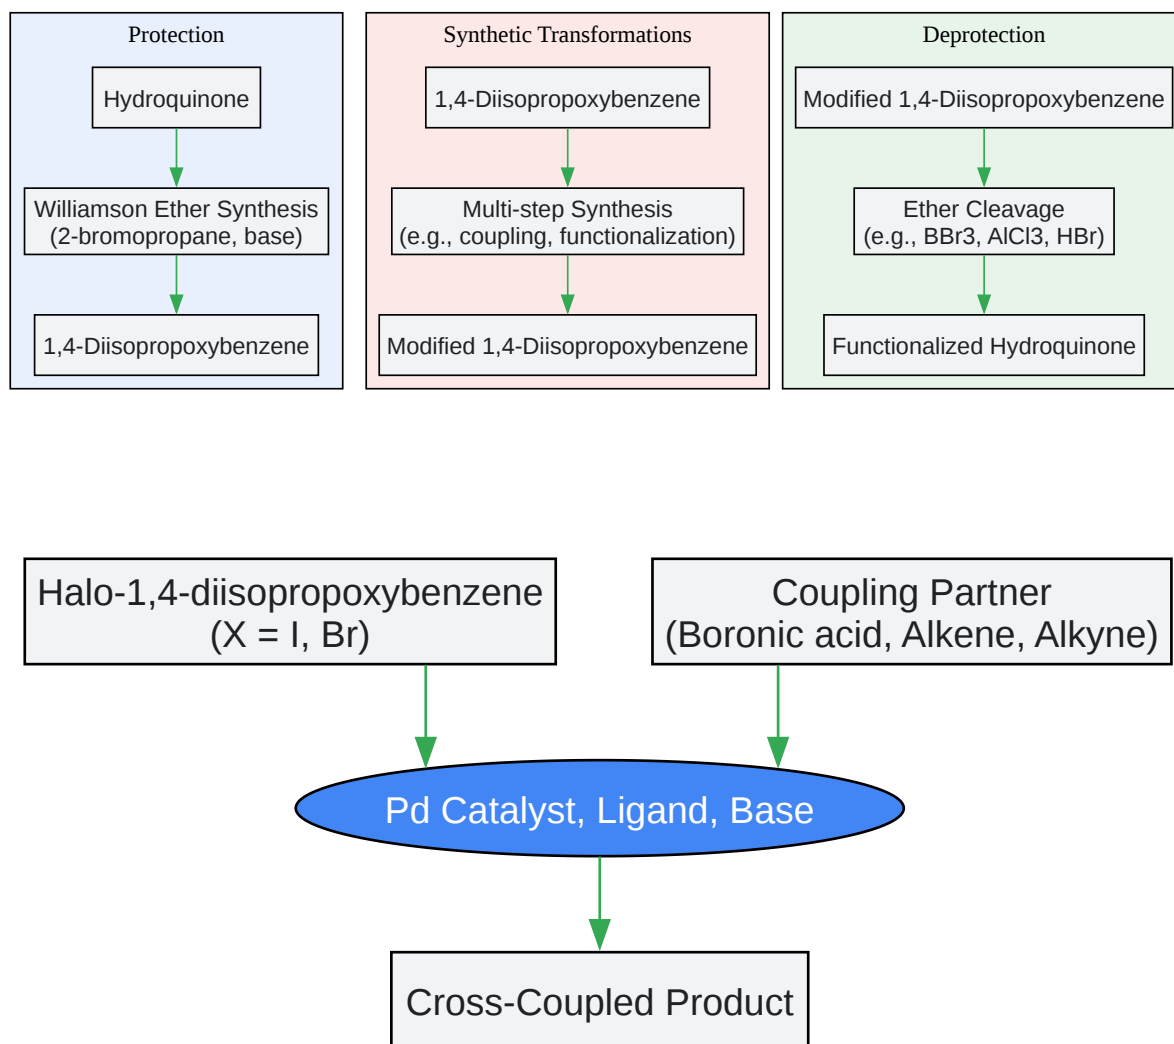 Protection
Hydroquinone
Williamson Ether Synthesis
(2-bromopropane, base)
1,4-Diisopropoxybenzene
Synthetic Transformations
1,4-Diisopropoxybenzene
Multi-step Synthesis
(e.g., coupling, functionalization)
Modified 1,4-Diisopropoxybenzene
Deprotection
Modified 1,4-Diisopropoxybenzene
Ether Cleavage
(e.g., BBr3, AlCl3, HBr)
Functionalized Hydroquinone
Halo-1,4-diisopropoxybenzene
(X = I, Br)
Coupling Partner
(Boronic acid, Alkene, Alkyne)
Pd Catalyst, Ligand, Base
Cross-Coupled Product